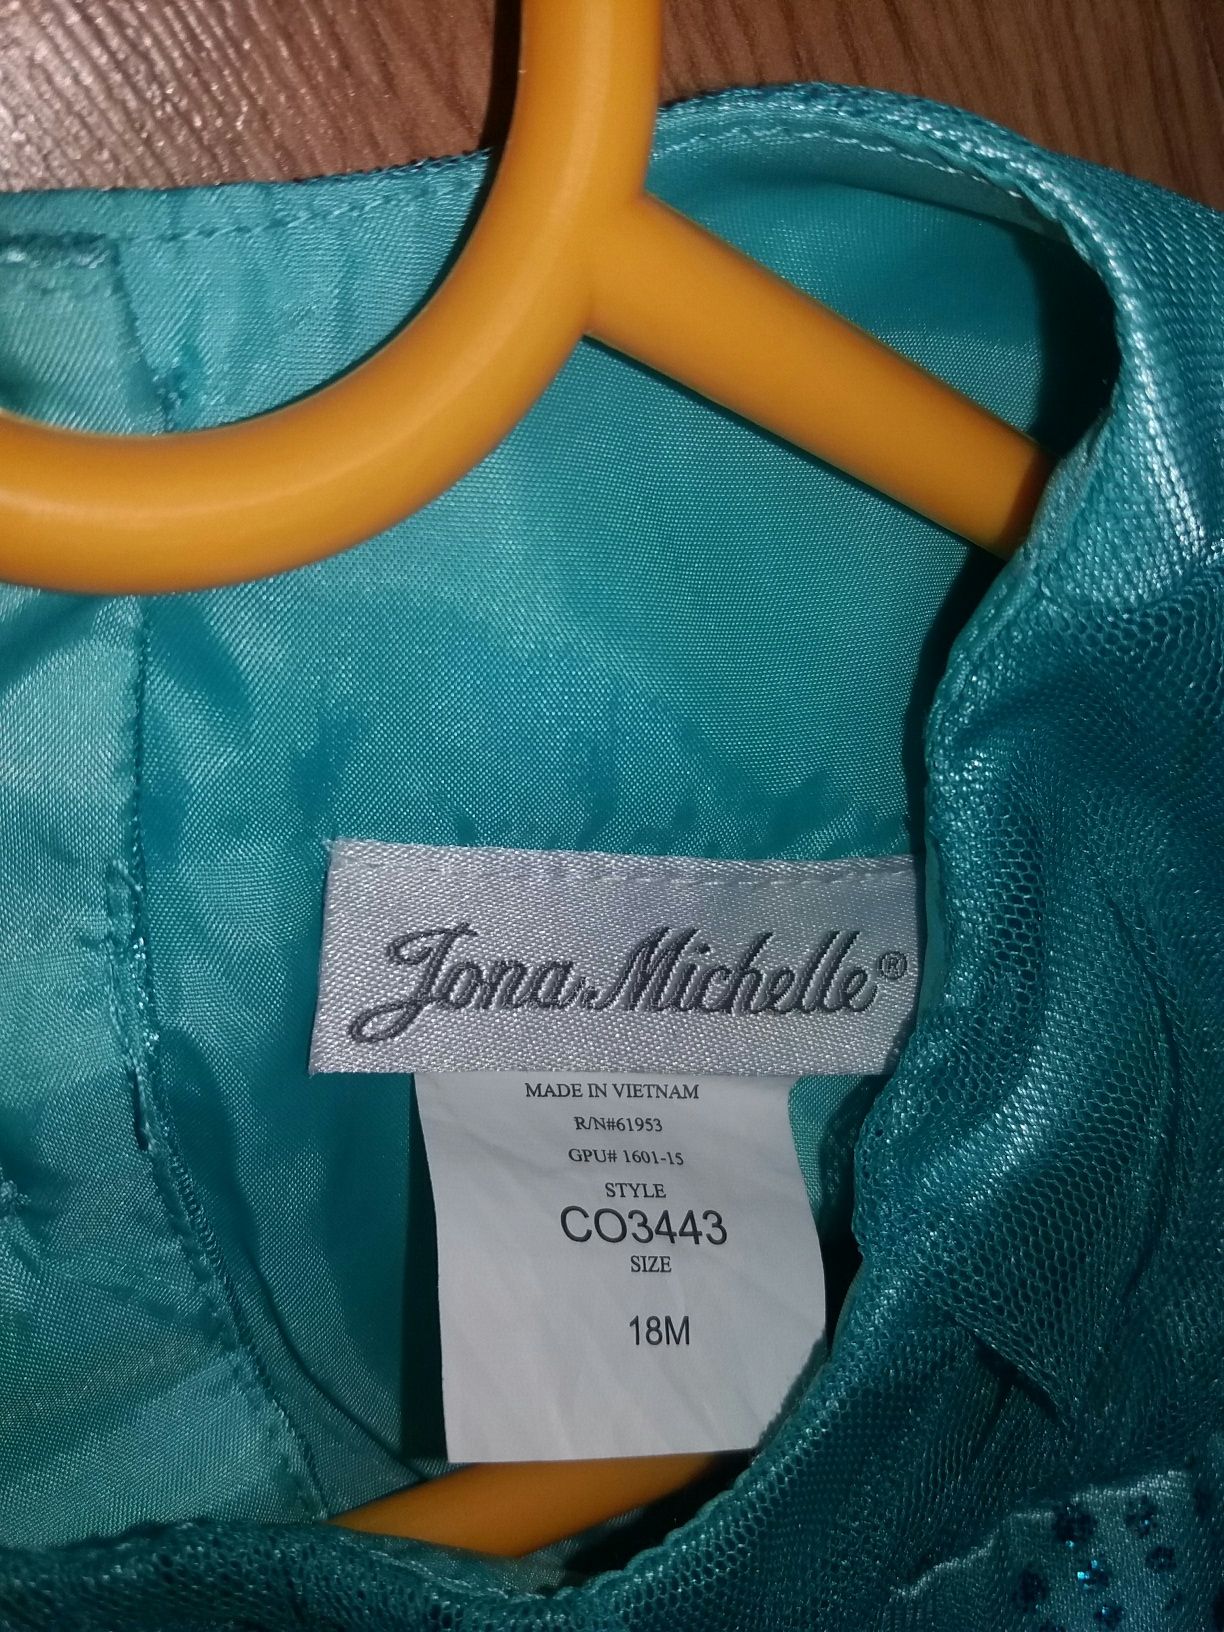 Jona Michelle®
MADE IN VIETNAM
R/N#61953
GPU# 1601-15
STYLE
CO3443
SIZE
18M